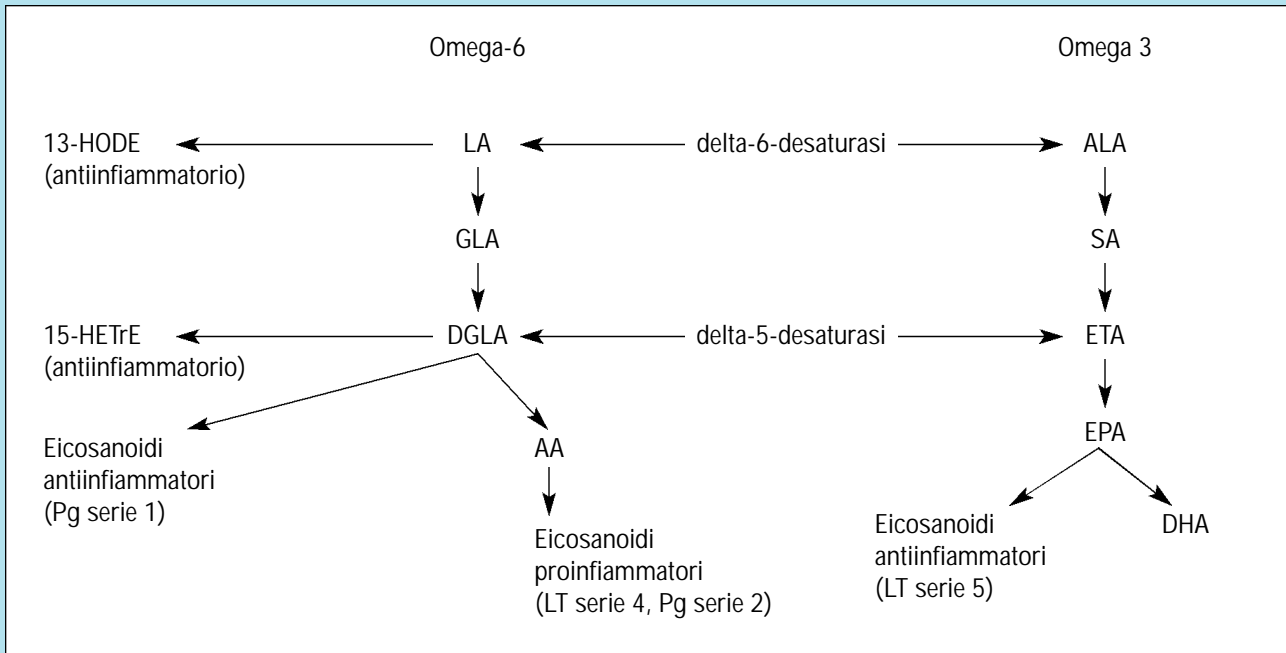 Omega-6
Omega 3
13-HODE
(antiinfiammatorio)
LA
delta-6-desaturasi
ALA
GLA
SA
15-HETrE
(antiinfiammatorio)
DGLA
delta-5-desaturasi
ETA
Eicosanoidi
antiinfiammatori
(Pg serie 1)
AA
EPA
Eicosanoidi
proinfiammatori
(LT serie 4, Pg serie 2)
Eicosanoidi
antiinfiammatori
(LT serie 5)
DHA